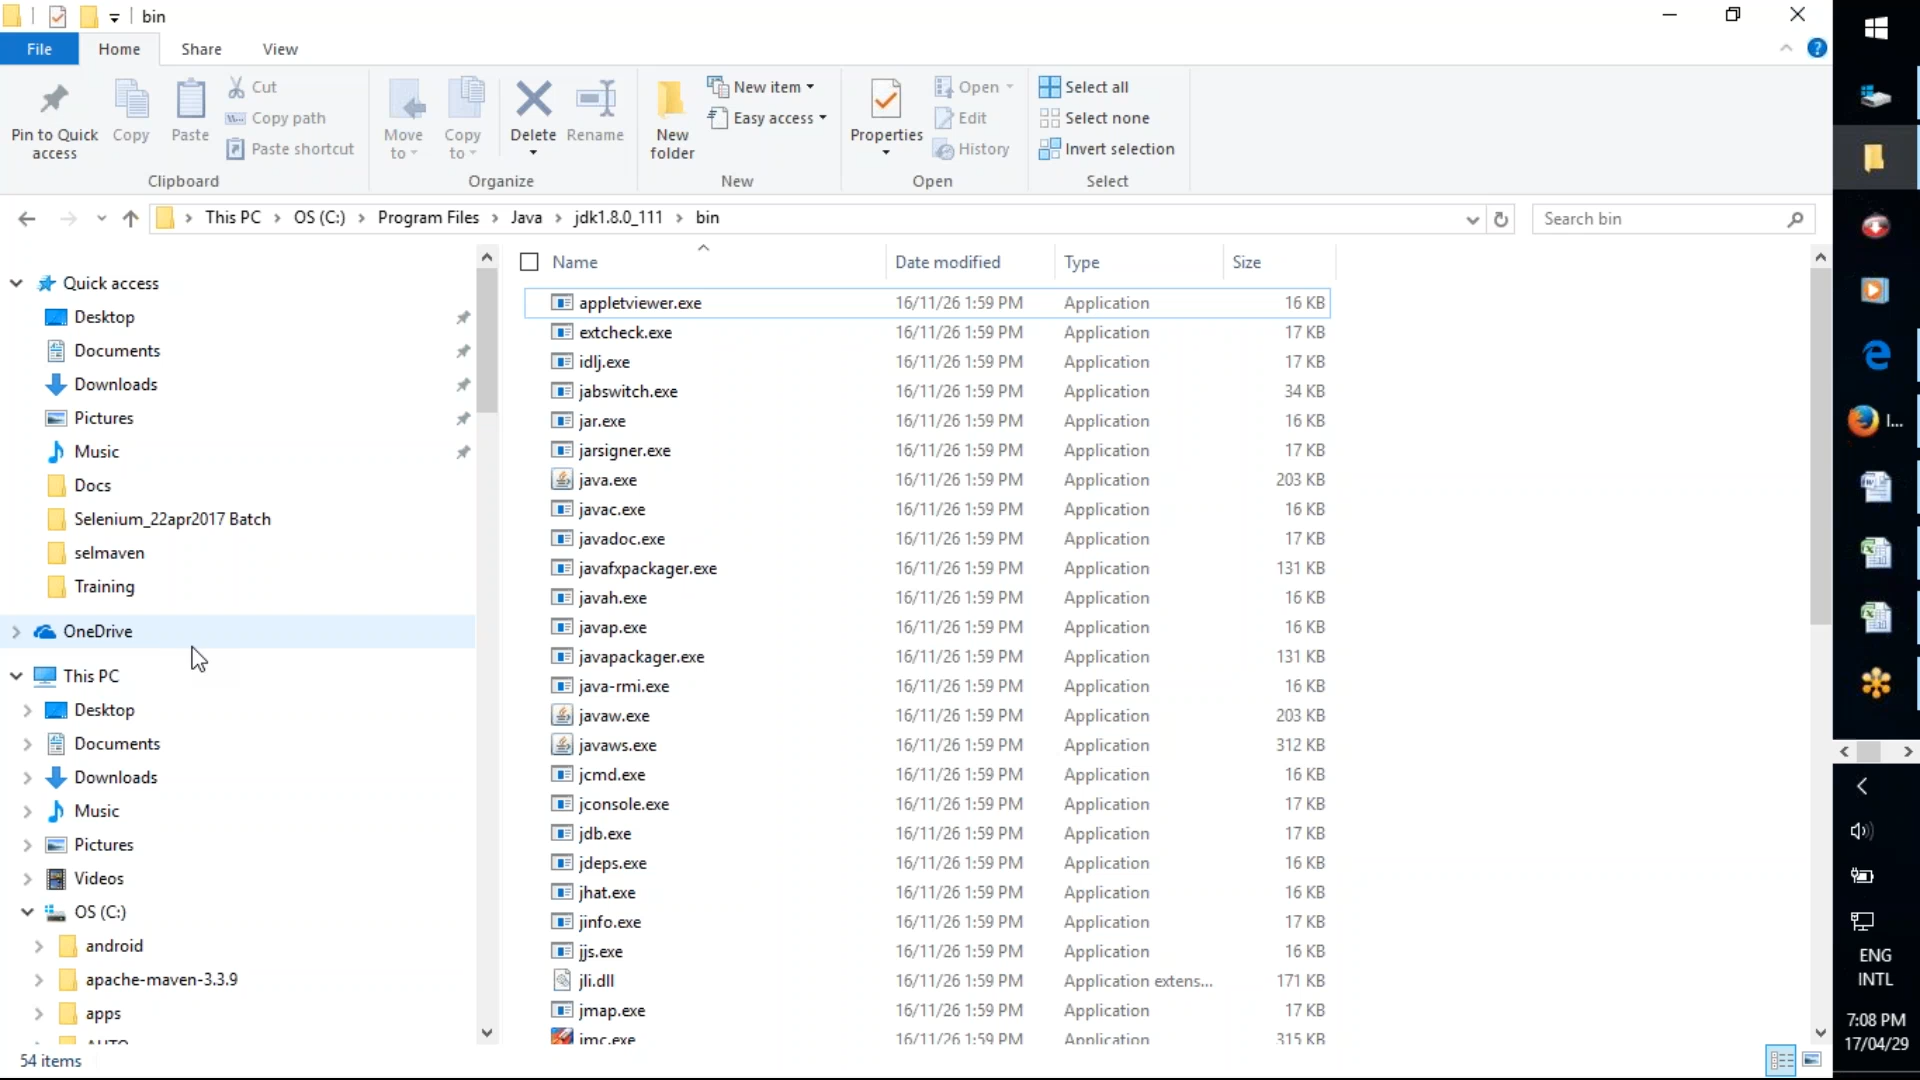 bin
File Home Share View
Pin to Quick access
Copy
Paste
Cut
Copy path
Paste shortcut
Clipboard
Move to
Copy to
Delete
Rename
Organize
New folder
New item
Easy access
New
Properties
Open
Edit
History
Open
Select all
Select none
Invert selection
Select
This PC > OS (C:) > Program Files > Java > jdk1.8.0_111 > bin
Search bin
Quick access
Desktop
Documents
Downloads
Pictures
Music
Docs
Selenium_22apr2017 Batch
selmaven
Training
OneDrive
This PC
Desktop
Documents
Downloads
Music
Pictures
Videos
OS (C:)
android
apache-maven-3.3.9
apps
AUTO
Name Date modified Type Size
appletviewer.exe 16/11/26 1:59 PM Application 16 KB
extcheck.exe 16/11/26 1:59 PM Application 17 KB
idlj.exe 16/11/26 1:59 PM Application 17 KB
jabswitch.exe 16/11/26 1:59 PM Application 34 KB
jar.exe 16/11/26 1:59 PM Application 16 KB
jarsigner.exe 16/11/26 1:59 PM Application 17 KB
java.exe 16/11/26 1:59 PM Application 203 KB
javac.exe 16/11/26 1:59 PM Application 16 KB
javadoc.exe 16/11/26 1:59 PM Application 17 KB
javafxpackager.exe 16/11/26 1:59 PM Application 131 KB
javah.exe 16/11/26 1:59 PM Application 16 KB
javap.exe 16/11/26 1:59 PM Application 16 KB
javapackager.exe 16/11/26 1:59 PM Application 131 KB
java-rmi.exe 16/11/26 1:59 PM Application 16 KB
javaw.exe 16/11/26 1:59 PM Application 203 KB
javaws.exe 16/11/26 1:59 PM Application 312 KB
jcmd.exe 16/11/26 1:59 PM Application 16 KB
jconsole.exe 16/11/26 1:59 PM Application 17 KB
jdb.exe 16/11/26 1:59 PM Application 17 KB
jdeps.exe 16/11/26 1:59 PM Application 16 KB
jhat.exe 16/11/26 1:59 PM Application 16 KB
jinfo.exe 16/11/26 1:59 PM Application 17 KB
jjs.exe 16/11/26 1:59 PM Application 16 KB
jli.dll 16/11/26 1:59 PM Application extens... 171 KB
jmap.exe 16/11/26 1:59 PM Application 17 KB
jmc.exe 16/11/26 1:59 PM Application 315 KB
54 items
I...
ENG
INTL
7:08 PM
17/04/29